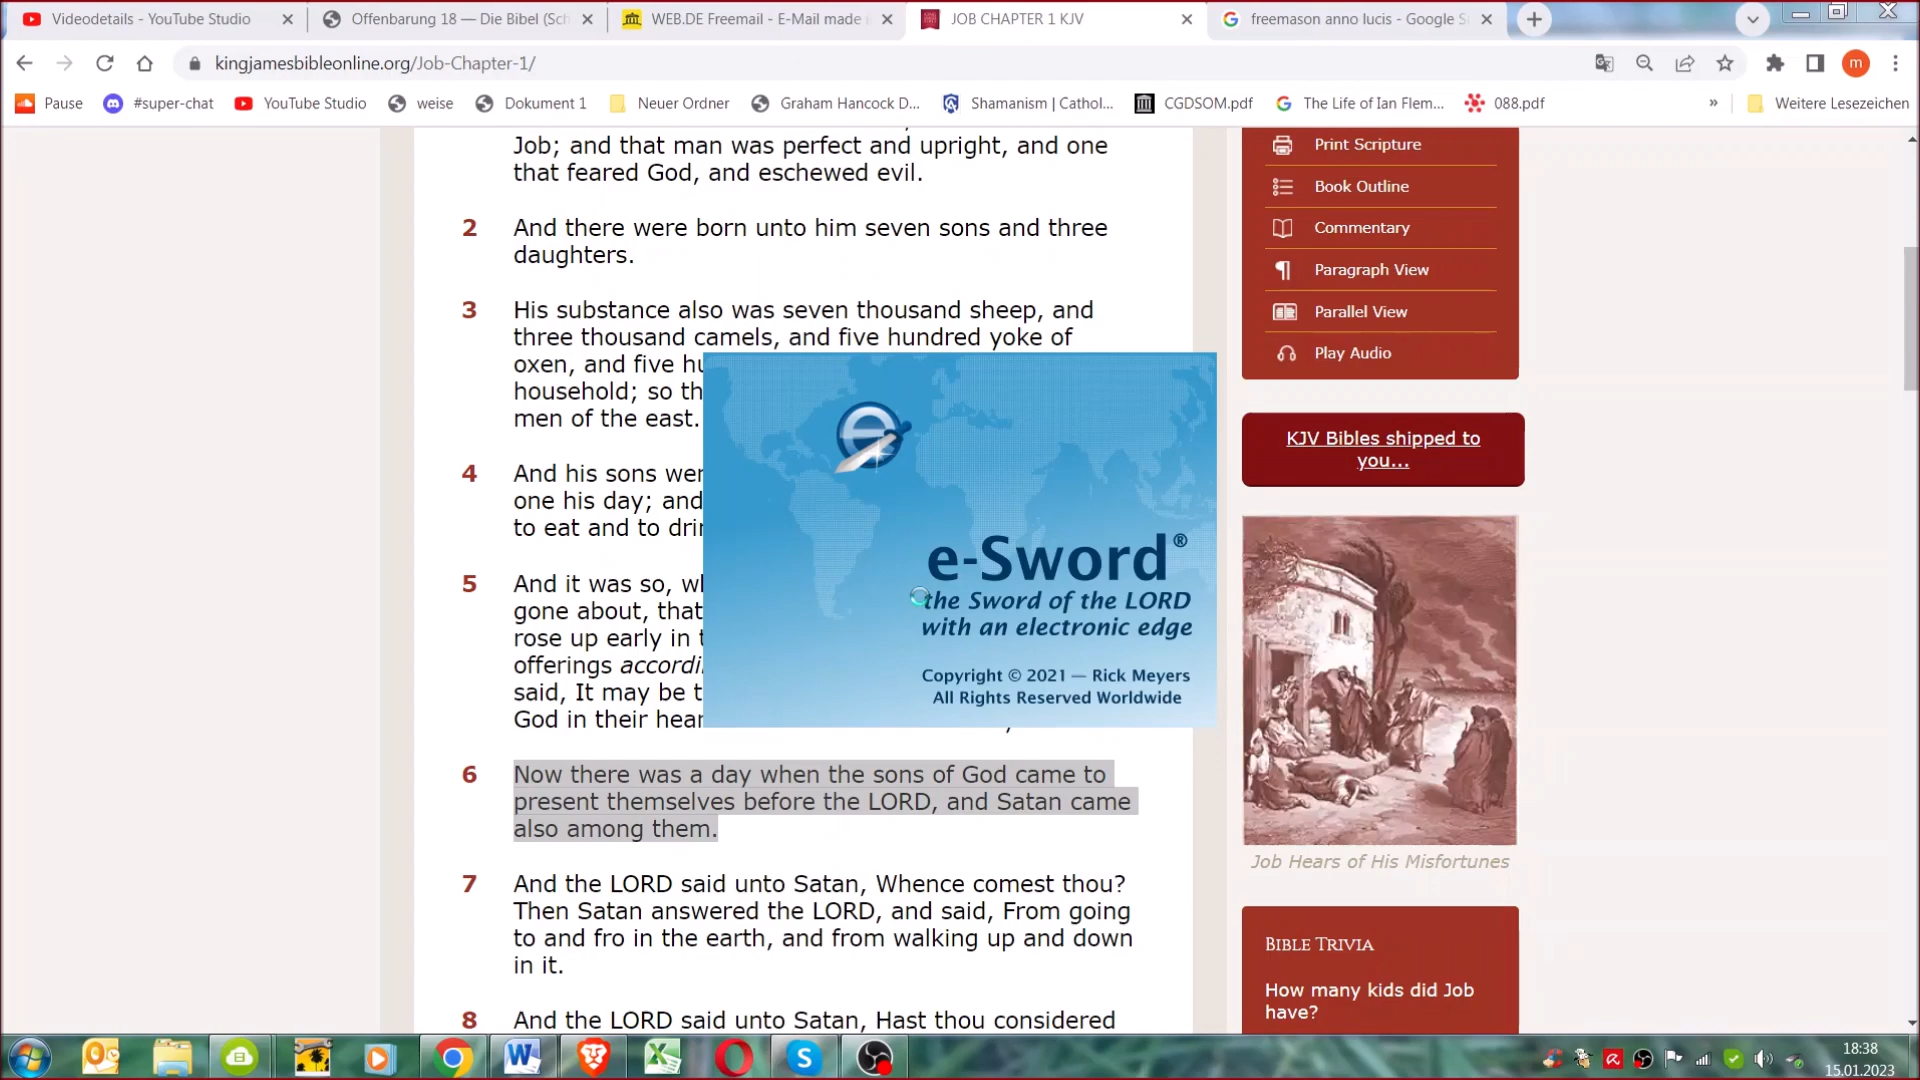 Videodetails - YouTube Studio
Offenbarung 18 — Die Bibel (Sch
WEB.DE Freemail - E-Mail made
JOB CHAPTER 1 KJV
freemason anno lucis - Google S
kingjamesbibleonline.org/Job-Chapter-1/
m
Pause
#super-chat
YouTube Studio
weise
Dokument 1
Neuer Ordner
Graham Hancock D...
Shamanism | Cathol...
CGDSOM.pdf
The Life of Ian Flem...
088.pdf
»
Weitere Lesezeichen
Job; and that man was perfect and upright, and one
that feared God, and eschewed evil.
2 And there were born unto him seven sons and three
daughters.
3 His substance also was seven thousand sheep, and
three thousand camels, and five hundred yoke of
oxen, and five hu
household; so th
men of the east.
4 And his sons wer
one his day; and
to eat and to drin
5 And it was so, wh
gone about, that
rose up early in t
offerings accordi
said, It may be t
God in their hear
6 Now there was a day when the sons of God came to
present themselves before the LORD, and Satan came
also among them.
7 And the LORD said unto Satan, Whence comest thou?
Then Satan answered the LORD, and said, From going
to and fro in the earth, and from walking up and down
in it.
8 And the LORD said unto Satan, Hast thou considered
e-Sword®
the Sword of the LORD
with an electronic edge
Copyright © 2021 — Rick Meyers
All Rights Reserved Worldwide
Print Scripture
Book Outline
Commentary
Paragraph View
Parallel View
Play Audio
KJV Bibles shipped to
you...
Job Hears of His Misfortunes
BIBLE TRIVIA
How many kids did Job
have?
18:38
15.01.2023